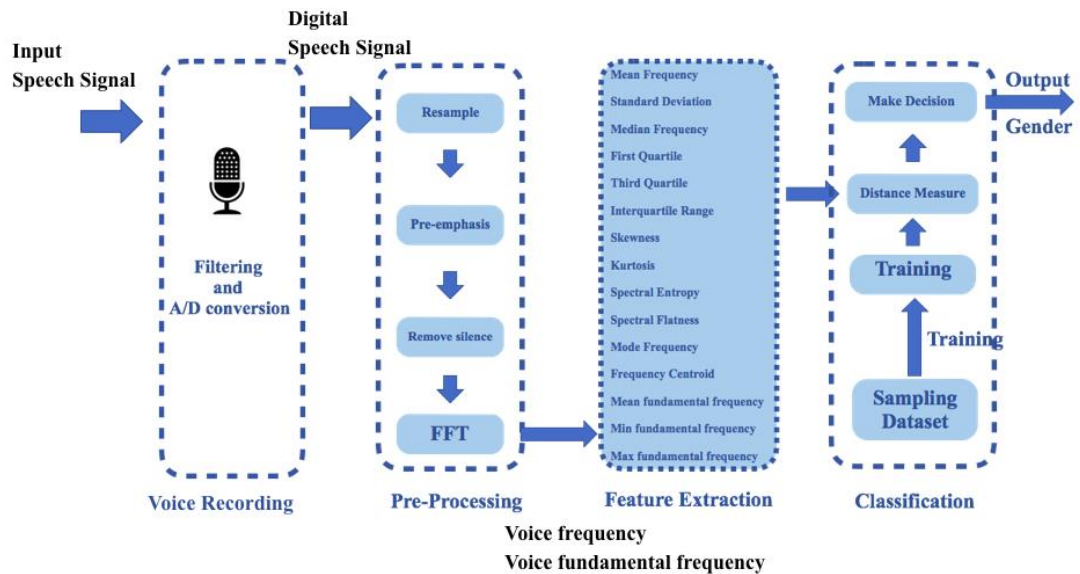 Input
Speech Signal
Filtering
and
A/D conversion
Voice Recording
Digital
Speech Signal
Resample
Pre-emphasis
Remove silence
FFT
Pre-Processing
Mean Frequency
Standard Deviation
Median Frequency
First Quartile
Third Quartile
Interquartile Range
Skewness
Kurtosis
Spectral Entropy
Spectral Flatness
Mode Frequency
Frequency Centroid
Mean fundamental frequency
Min fundamental frequency
Max fundamental frequency
Feature Extraction
Voice frequency
Voice fundamental frequency
Make Decision
Distance Measure
Training
Training
Sampling
Dataset
Classification
Output
Gender